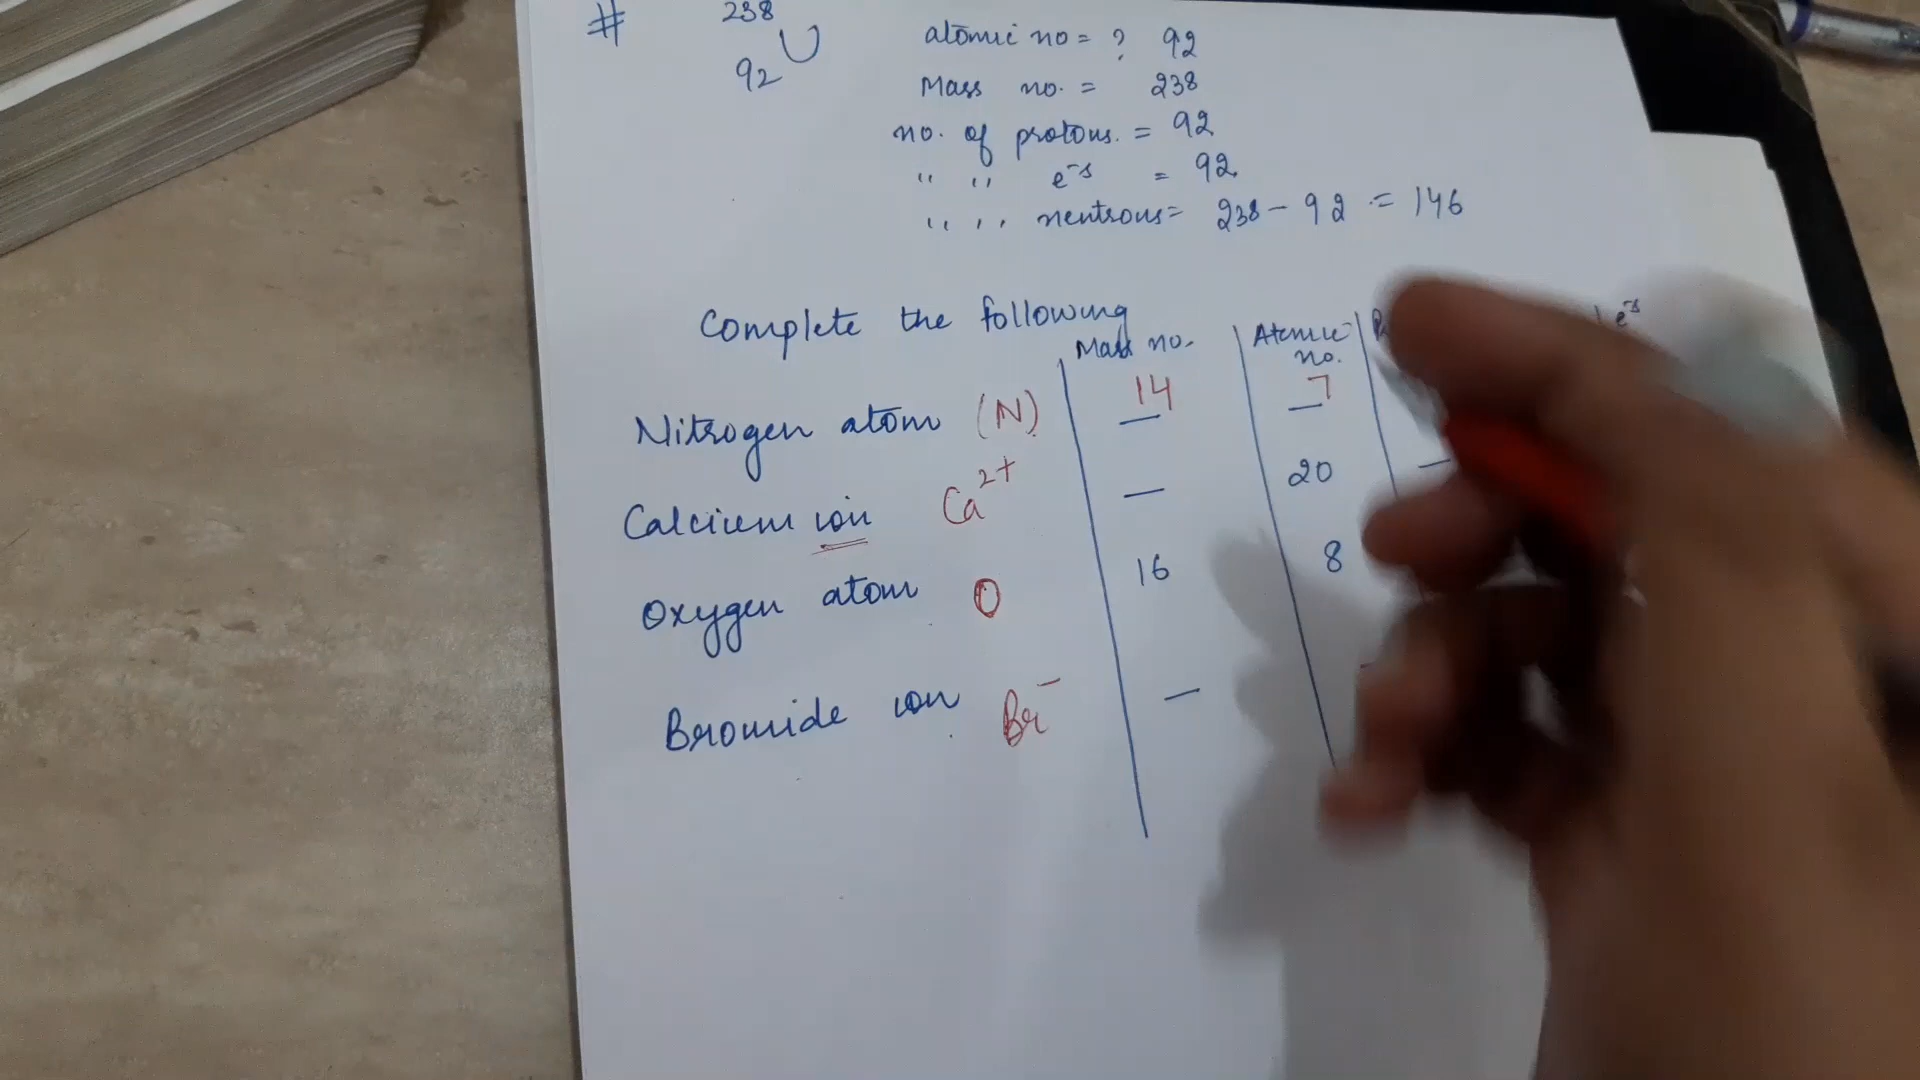 # 238
92 U
atomic no = ? 92
Mass no. = 238
no. of protons. = 92
" " e⁻s = 92
" " neutrons = 238 - 92 = 146
Complete the following
Mass no. Atomic no. e⁻s
Nitrogen atom (N) 14 7
Calcium ion Ca²⁺ — 20 —
Oxygen atom O 16 8
Bromide ion Br⁻ —